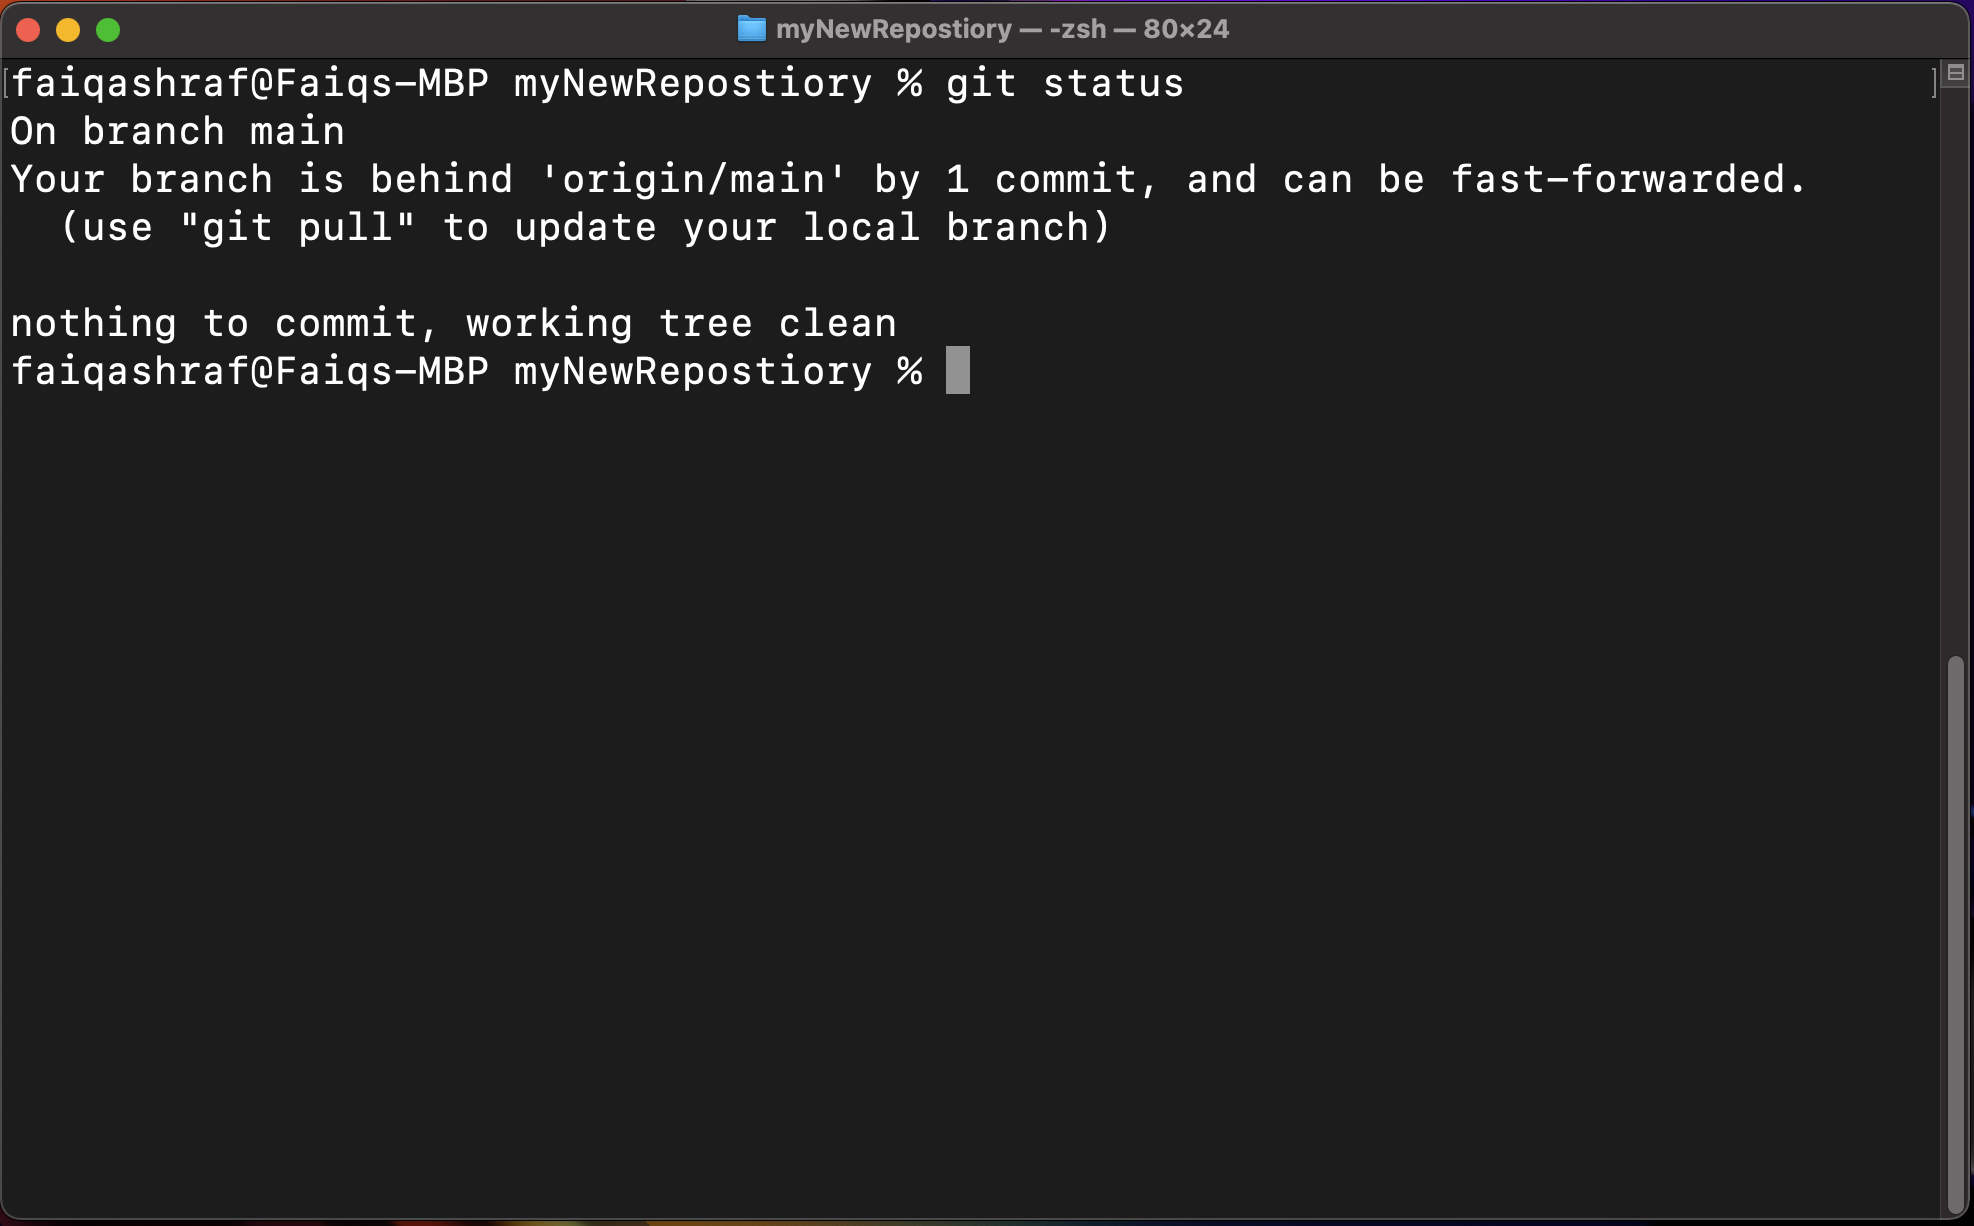 myNewRepostiory — -zsh — 80×24
[faiqashraf@Faiqs-MBP myNewRepostiory % git status ]
On branch main
Your branch is behind 'origin/main' by 1 commit, and can be fast-forwarded.
  (use "git pull" to update your local branch)

nothing to commit, working tree clean
faiqashraf@Faiqs-MBP myNewRepostiory %